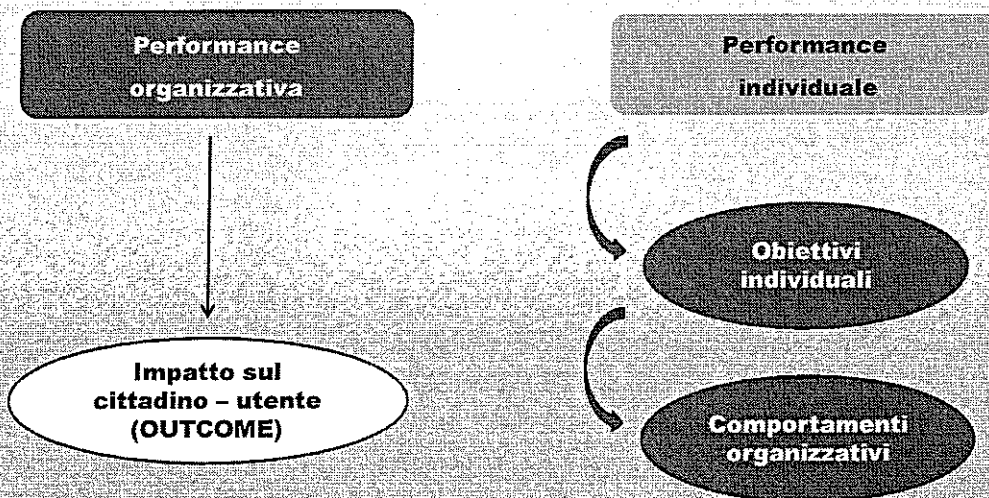 Performance
organizzativa
Performance
individuale
Obiettivi
individuali
Impatto sul
cittadino – utente
(OUTCOME)
Comportamenti
organizzativi